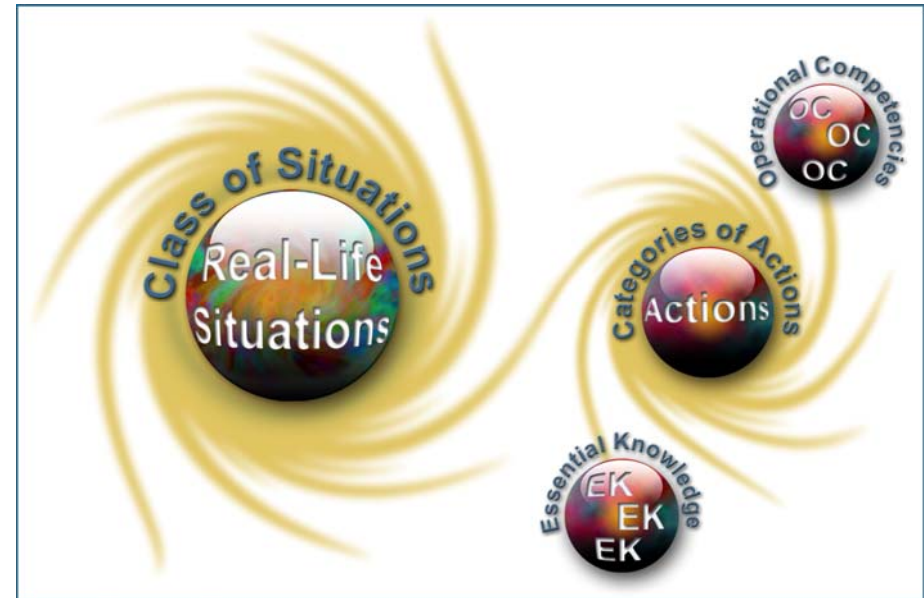 Class of Situations
Real-Life
Situations
Operational Competencies
OC
OC
OC
Categories of Actions
Actions
Essential Knowledge
EK
EK
EK